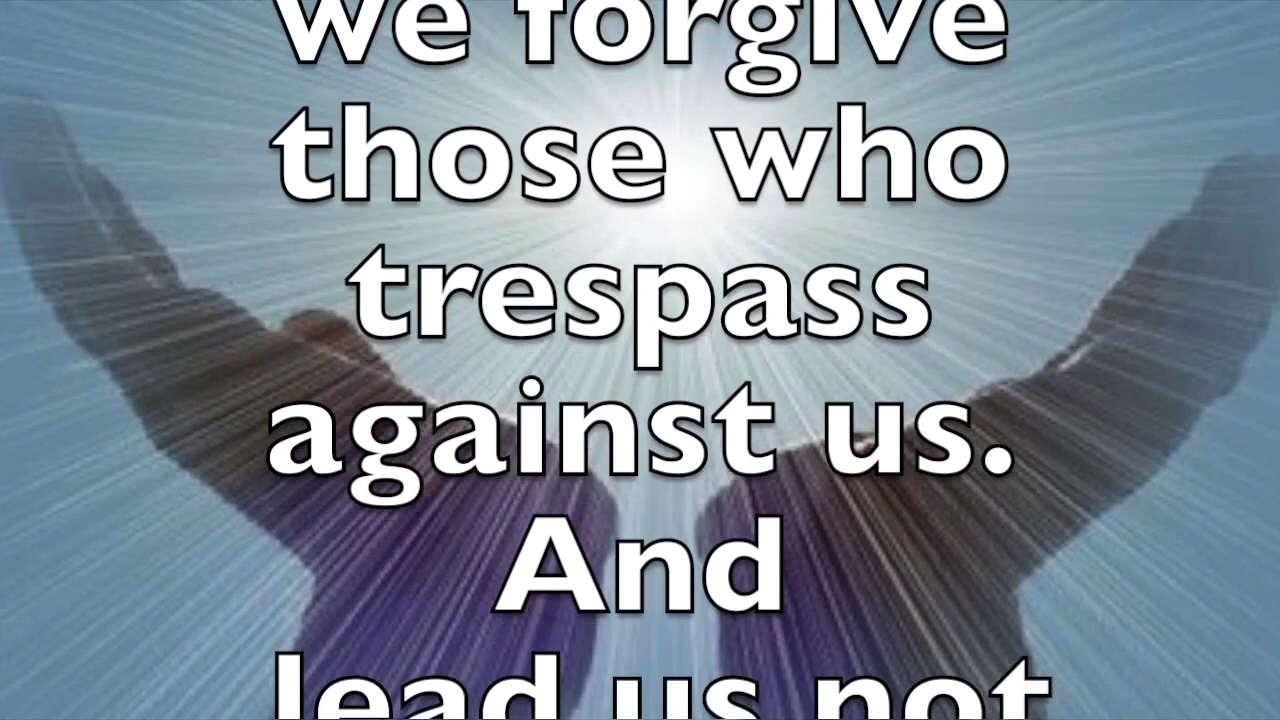 we forgive
those who
trespass
against us.
And
lead us not